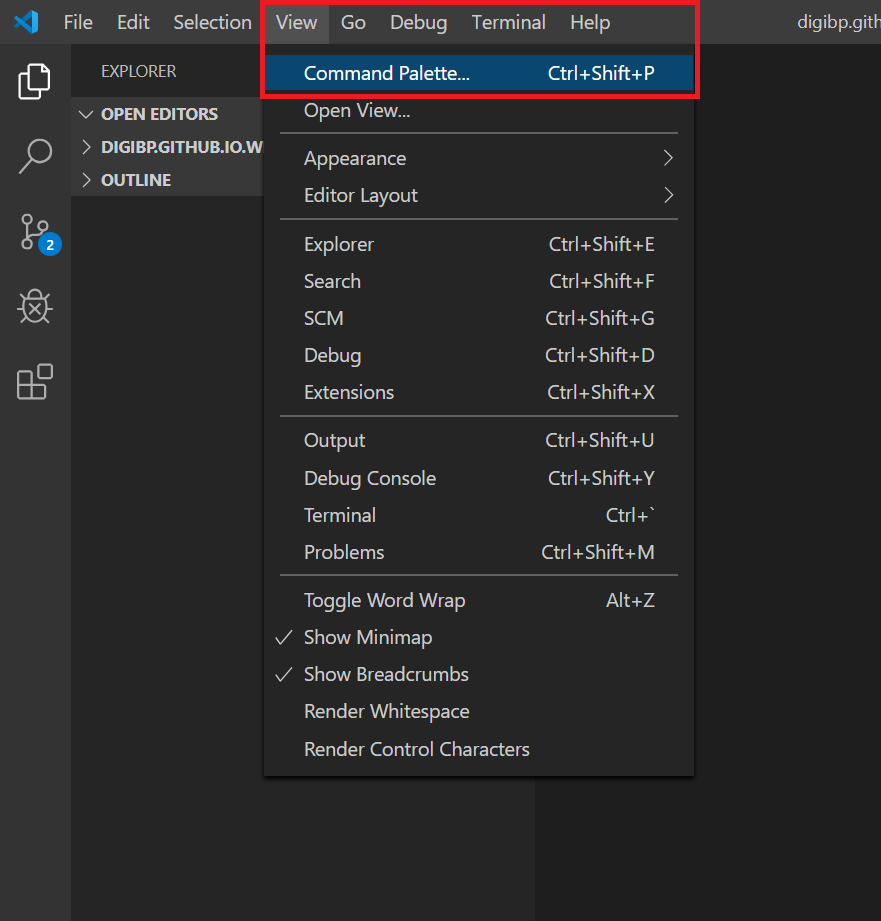 File Edit Selection View Go Debug Terminal Help digibp.gith
EXPLORER
OPEN EDITORS
DIGIBP.GITHUB.IO.W
OUTLINE
2
Command Palette... Ctrl+Shift+P
Open View...
Appearance
Editor Layout
Explorer Ctrl+Shift+E
Search Ctrl+Shift+F
SCM Ctrl+Shift+G
Debug Ctrl+Shift+D
Extensions Ctrl+Shift+X
Output Ctrl+Shift+U
Debug Console Ctrl+Shift+Y
Terminal Ctrl+`
Problems Ctrl+Shift+M
Toggle Word Wrap Alt+Z
Show Minimap
Show Breadcrumbs
Render Whitespace
Render Control Characters